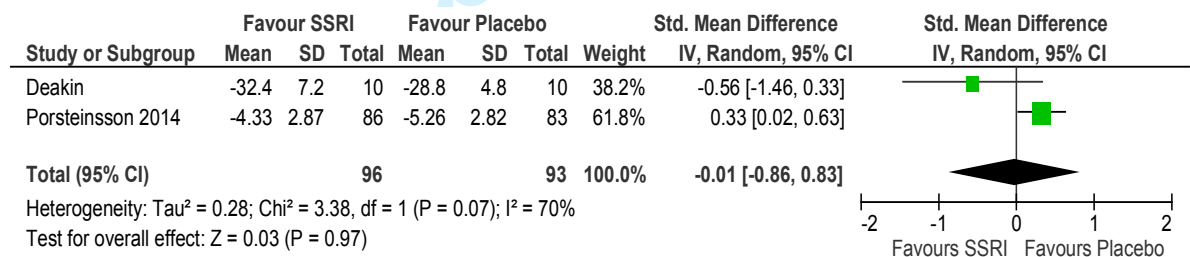 Favour SSRI Favour Placebo Std. Mean Difference Std. Mean Difference
Study or Subgroup Mean SD Total Mean SD Total Weight IV, Random, 95% CI IV, Random, 95% CI
Deakin -32.4 7.2 10 -28.8 4.8 10 38.2% -0.56 [-1.46, 0.33]
Porsteinsson 2014 -4.33 2.87 86 -5.26 2.82 83 61.8% 0.33 [0.02, 0.63]
Total (95% CI) 96 93 100.0% -0.01 [-0.86, 0.83]
Heterogeneity: Tau² = 0.28; Chi² = 3.38, df = 1 (P = 0.07); I² = 70%
Test for overall effect: Z = 0.03 (P = 0.97)
-2 -1 0 1 2
Favours SSRI Favours Placebo